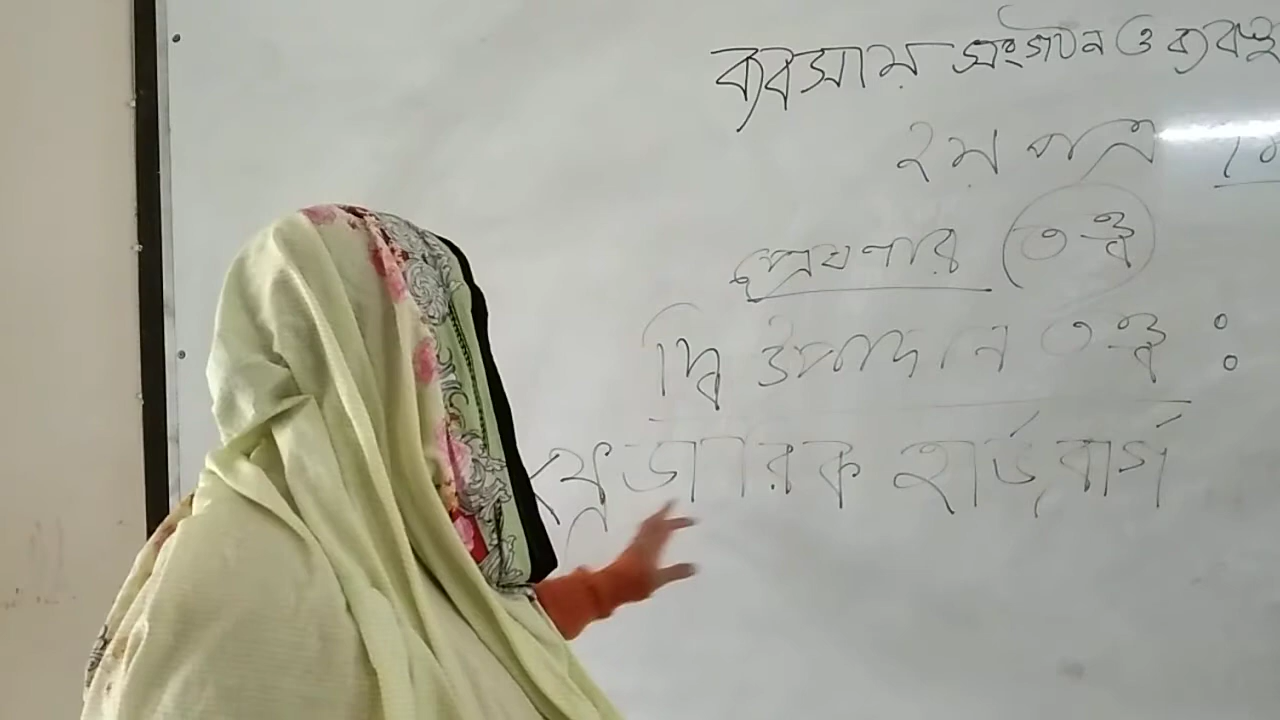 ব্যবসায় সংগঠন ও ব্যবস্থ
২য় পত্র
প্রেষণার তত্ত্ব
দ্বি উপাদান তত্ত্ব :
ফ্রেডারিক হার্জবার্গ